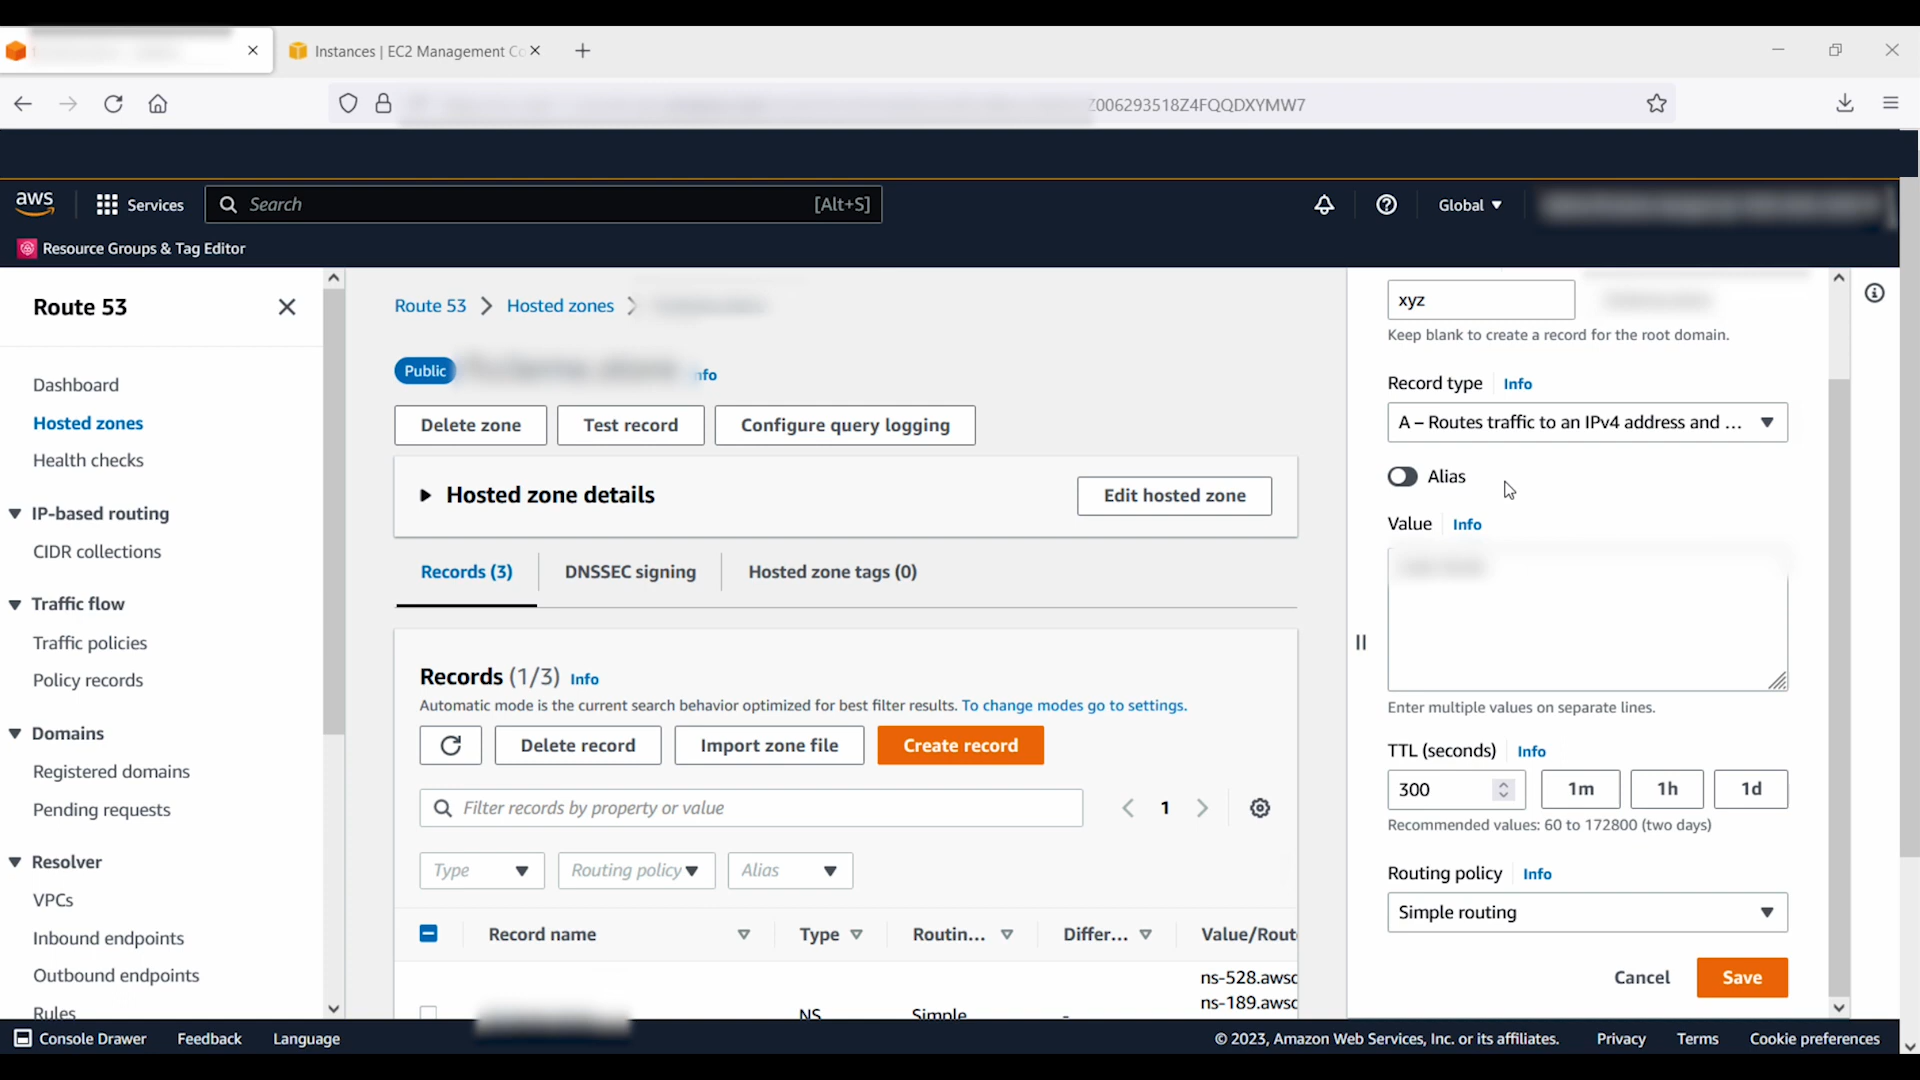 Instances | EC2 Management Co
Z006293518Z4FQQDXYMW7
aws
Services
Search
[Alt+S]
Global
Resource Groups & Tag Editor
Route 53
Dashboard
Hosted zones
Health checks
IP-based routing
CIDR collections
Traffic flow
Traffic policies
Policy records
Domains
Registered domains
Pending requests
Resolver
VPCs
Inbound endpoints
Outbound endpoints
Rules
Route 53
Hosted zones
Public
nfo
Delete zone
Test record
Configure query logging
Hosted zone details
Edit hosted zone
Records (3)
DNSSEC signing
Hosted zone tags (0)
Records (1/3) Info
Automatic mode is the current search behavior optimized for best filter results. To change modes go to settings.
Delete record
Import zone file
Create record
Filter records by property or value
1
Type
Routing policy
Alias
Record name
Type
Routin...
Differ...
Value/Rout
ns-528.awsd
ns-189.awsd
NS
Simple
-
xyz
Keep blank to create a record for the root domain.
Record type Info
A – Routes traffic to an IPv4 address and ...
Alias
Value Info
Enter multiple values on separate lines.
TTL (seconds) Info
300
1m
1h
1d
Recommended values: 60 to 172800 (two days)
Routing policy Info
Simple routing
Cancel
Save
Console Drawer
Feedback
Language
© 2023, Amazon Web Services, Inc. or its affiliates.
Privacy
Terms
Cookie preferences